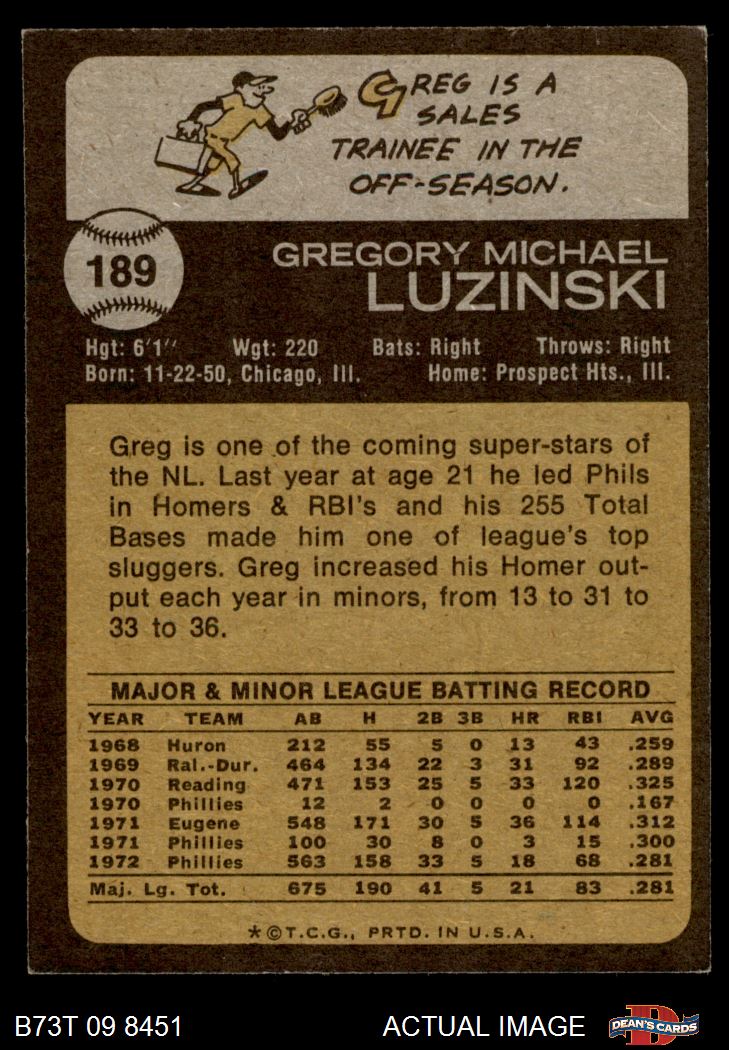 GREG IS A
SALES
TRAINEE IN THE
OFF-SEASON.
189
GREGORY MICHAEL
LUZINSKI
Hgt: 6'1'' Wgt: 220 Bats: Right Throws: Right
Born: 11-22-50, Chicago, Ill. Home: Prospect Hts., Ill.
Greg is one of the coming super-stars of
the NL. Last year at age 21 he led Phils
in Homers & RBI's and his 255 Total
Bases made him one of league's top
sluggers. Greg increased his Homer out-
put each year in minors, from 13 to 31 to
33 to 36.
MAJOR & MINOR LEAGUE BATTING RECORD
YEAR TEAM AB H 2B 3B HR RBI AVG
1968 Huron 212 55 5 0 13 43 .259
1969 Ral.-Dur. 464 134 22 3 31 92 .289
1970 Reading 471 153 25 5 33 120 .325
1970 Phillies 12 2 0 0 0 0 .167
1971 Eugene 548 171 30 5 36 114 .312
1971 Phillies 100 30 8 0 3 15 .300
1972 Phillies 563 158 33 5 18 68 .281
Maj. Lg. Tot. 675 190 41 5 21 83 .281
*©T.C.G., PRTD. IN U.S.A.
B73T 09 8451 ACTUAL IMAGE DEAN'S CARDS